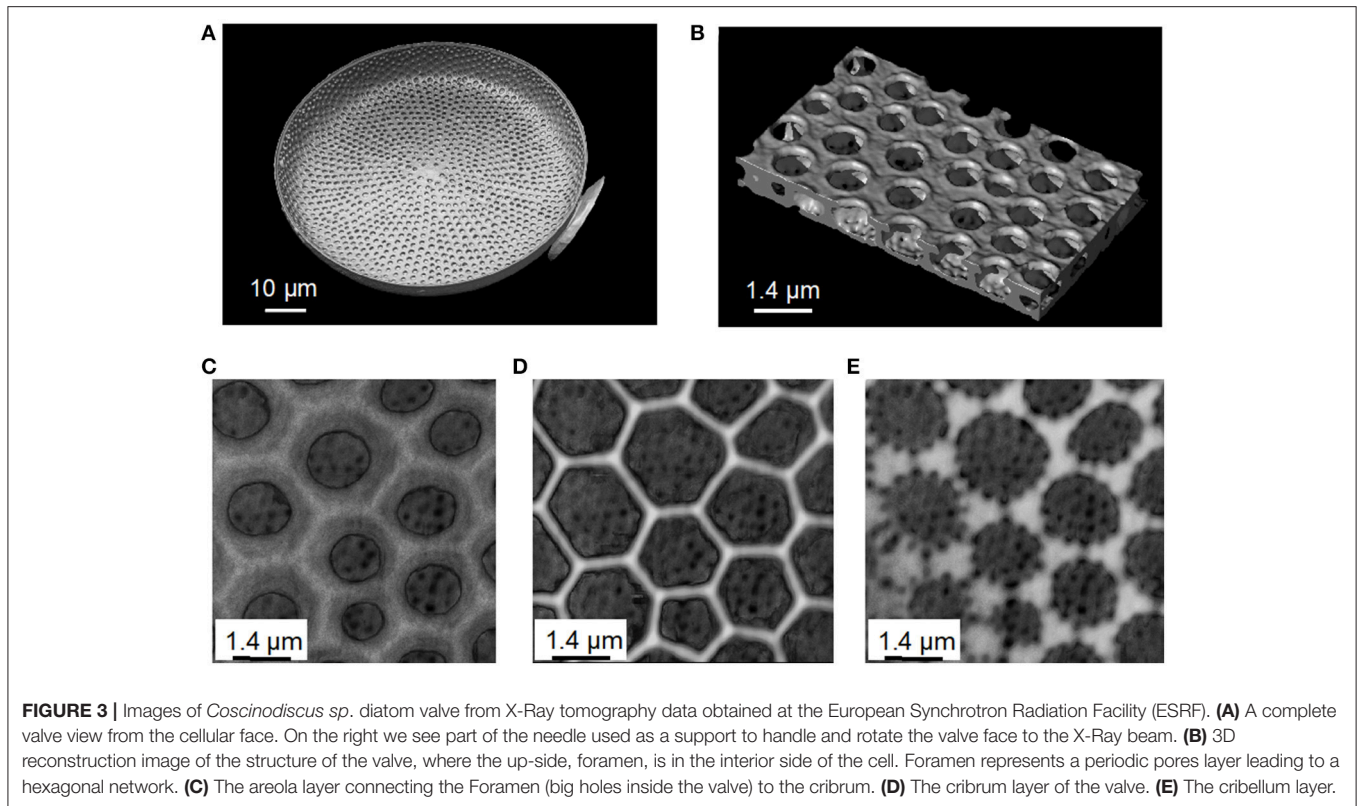 A
B
10 µm
1.4 µm
C
D
E
1.4 µm
1.4 µm
1.4 µm
FIGURE 3 | Images of Coscinodiscus sp. diatom valve from X-Ray tomography data obtained at the European Synchrotron Radiation Facility (ESRF). (A) A complete
valve view from the cellular face. On the right we see part of the needle used as a support to handle and rotate the valve face to the X-Ray beam. (B) 3D
reconstruction image of the structure of the valve, where the up-side, foramen, is in the interior side of the cell. Foramen represents a periodic pores layer leading to a
hexagonal network. (C) The areola layer connecting the Foramen (big holes inside the valve) to the cribrum. (D) The cribrum layer of the valve. (E) The cribellum layer.